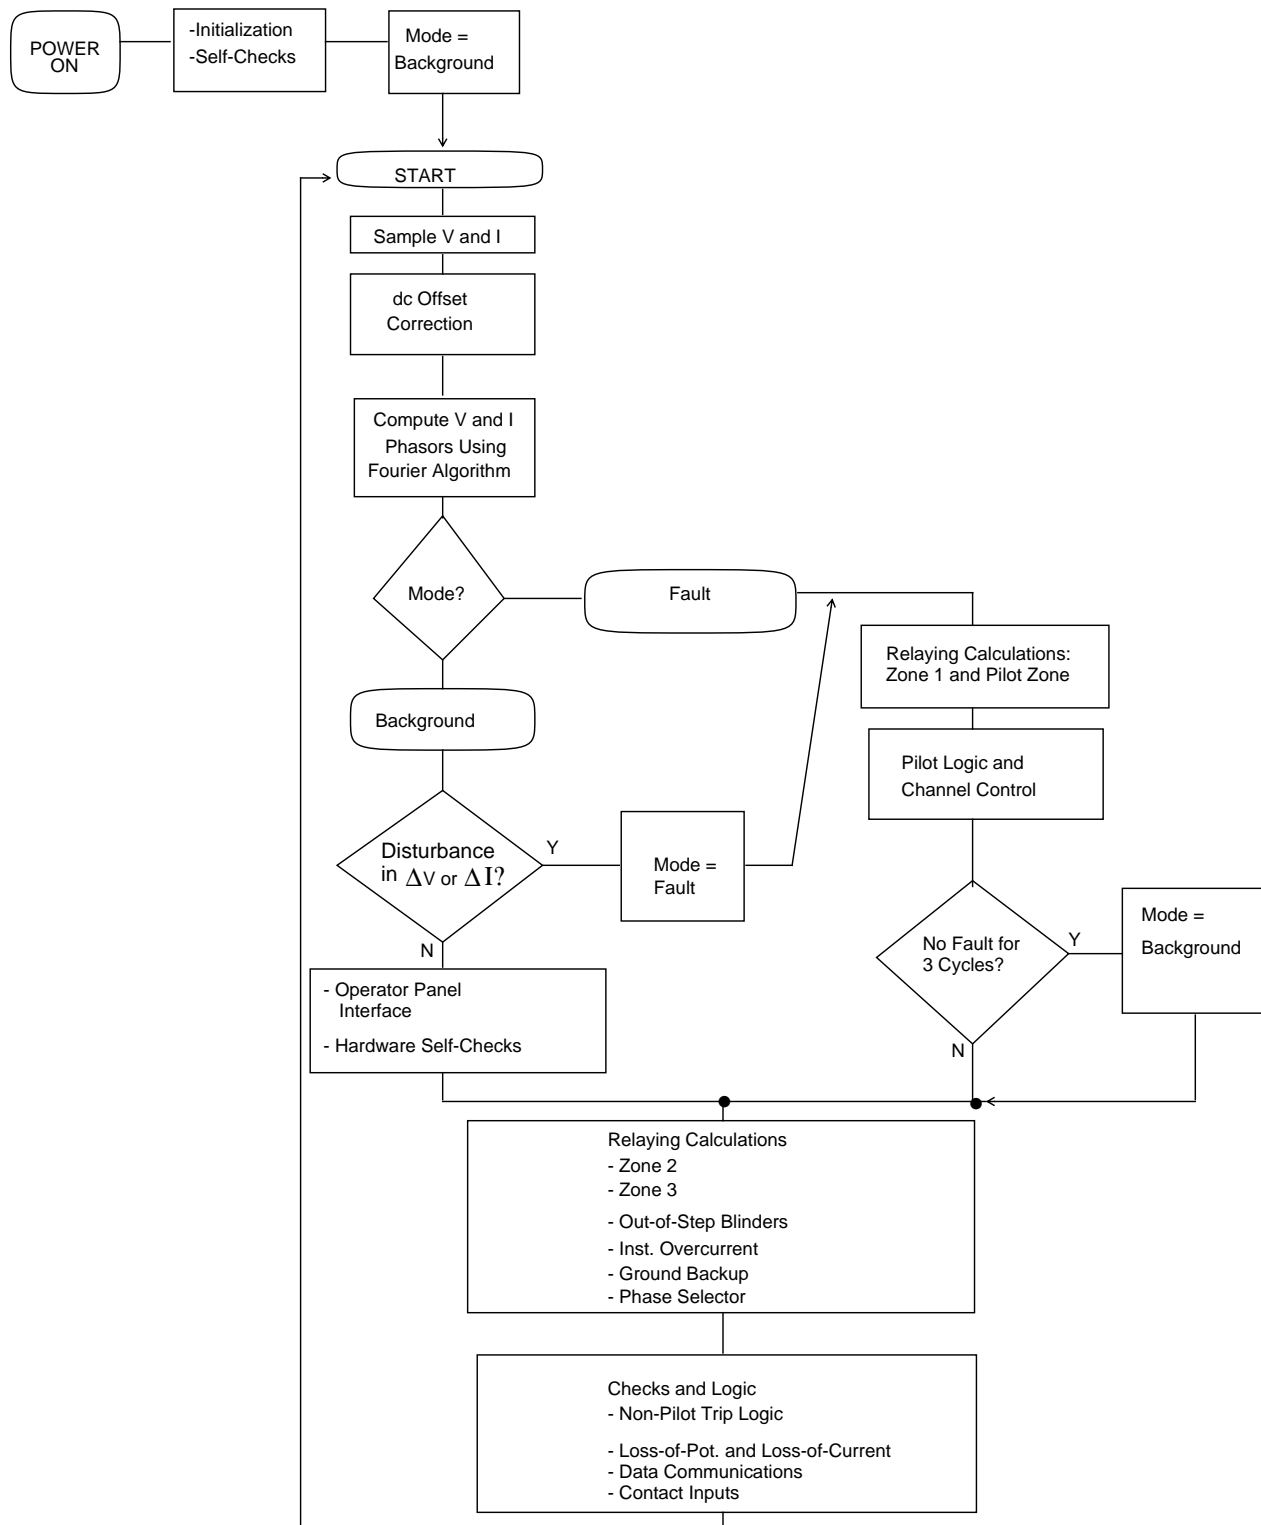 POWER
ON
-Initialization
-Self-Checks
Mode =
Background
START
Sample V and I
dc Offset
Correction
Compute V and I
Phasors Using
Fourier Algorithm
Mode?
Fault
Relaying Calculations:
Zone 1 and Pilot Zone
Background
Pilot Logic and
Channel Control
Disturbance
in ΔV or ΔI?
Y
Mode =
Fault
N
No Fault for
3 Cycles?
Y
Mode =
Background
N
- Operator Panel
Interface
- Hardware Self-Checks
Relaying Calculations
- Zone 2
- Zone 3
- Out-of-Step Blinders
- Inst. Overcurrent
- Ground Backup
- Phase Selector
Checks and Logic
- Non-Pilot Trip Logic
- Loss-of-Pot. and Loss-of-Current
- Data Communications
- Contact Inputs